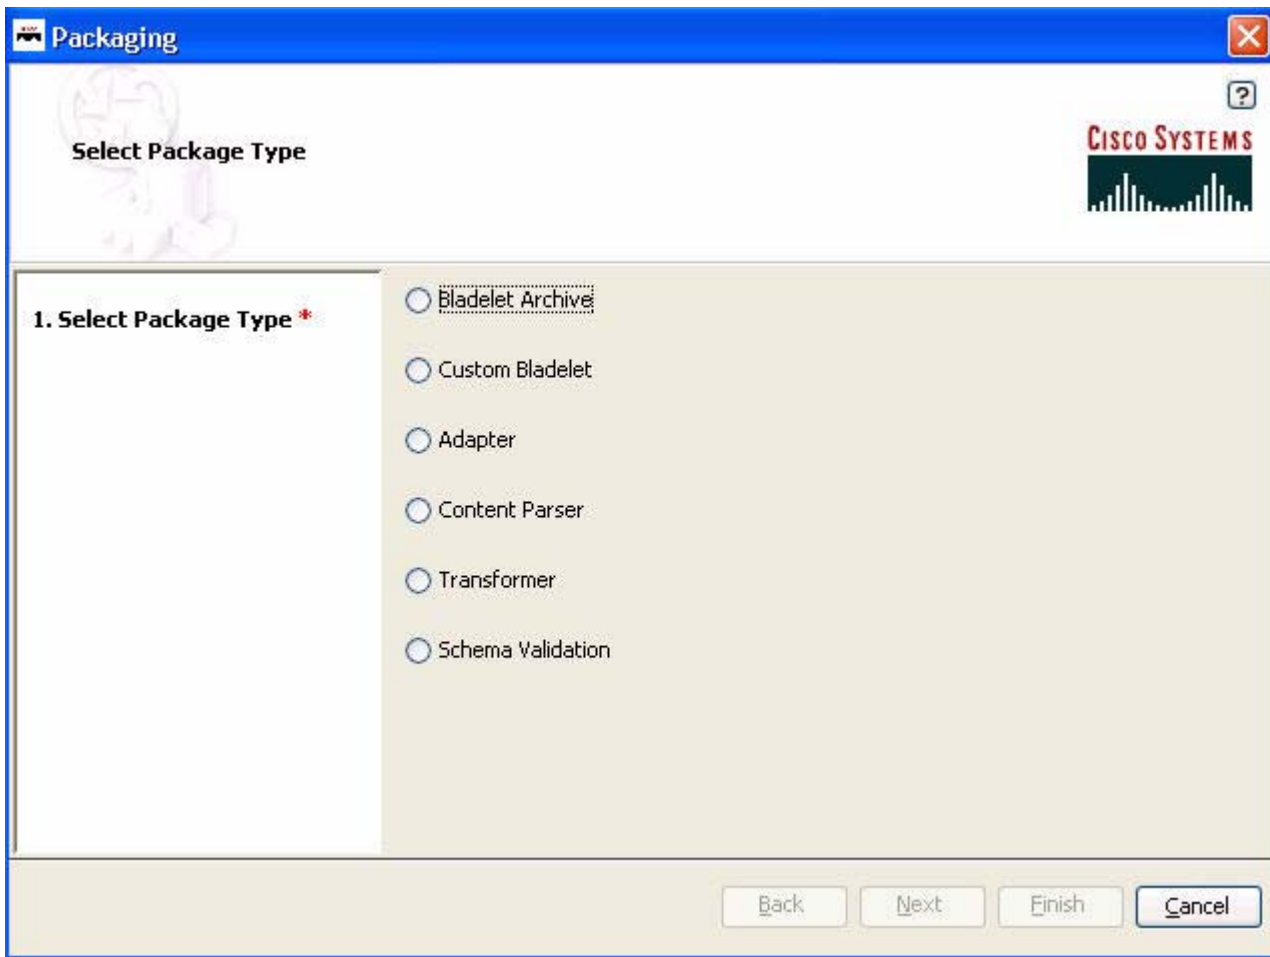 Packaging
?
Select Package Type
CISCO SYSTEMS
1. Select Package Type *
Bladelet Archive
Custom Bladelet
Adapter
Content Parser
Transformer
Schema Validation
Back Next Finish Cancel